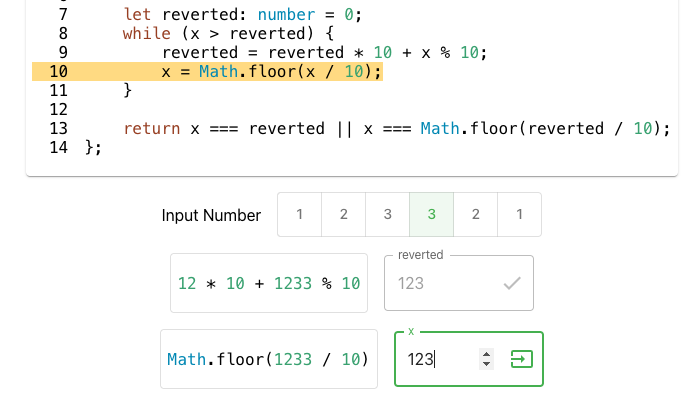 7 let reverted: number = 0;
8 while (x > reverted) {
9 reverted = reverted * 10 + x % 10;
10 x = Math.floor(x / 10);
11 }
12
13 return x === reverted || x === Math.floor(reverted / 10);
14 };
Input Number 1 2 3 3 2 1
reverted
12 * 10 + 1233 % 10 123
x
Math.floor(1233 / 10) 123